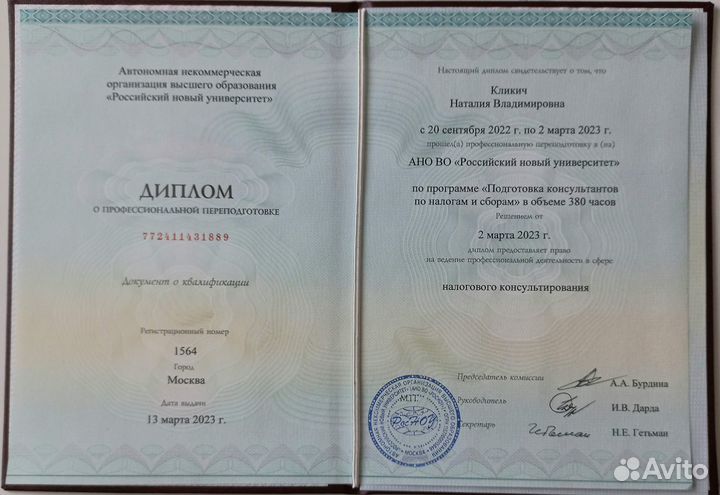 Автономная некоммерческая
организация высшего образования
«Российский новый университет»
ДИПЛОМ
О ПРОФЕССИОНАЛЬНОЙ ПЕРЕПОДГОТОВКЕ
772411431889
Документ о квалификации
Регистрационный номер
1564
Город
Москва
Дата выдачи
13 марта 2023 г.
Настоящий диплом свидетельствует о том, что
Кликич
Наталия Владимировна
с 20 сентября 2022 г. по 2 марта 2023 г.
прошел(а) профессиональную переподготовку в (на)
АНО ВО «Российский новый университет»
по программе «Подготовка консультантов
по налогам и сборам» в объеме 380 часов
Решением от
2 марта 2023 г.
диплом предоставляет право
на ведение профессиональной деятельности в сфере
налогового консультирования
Председатель комиссии
А.А. Бурдина
М.П.
Руководитель
И.В. Дарда
РосНОУ
Секретарь
Н.Е. Гетьман
Avito